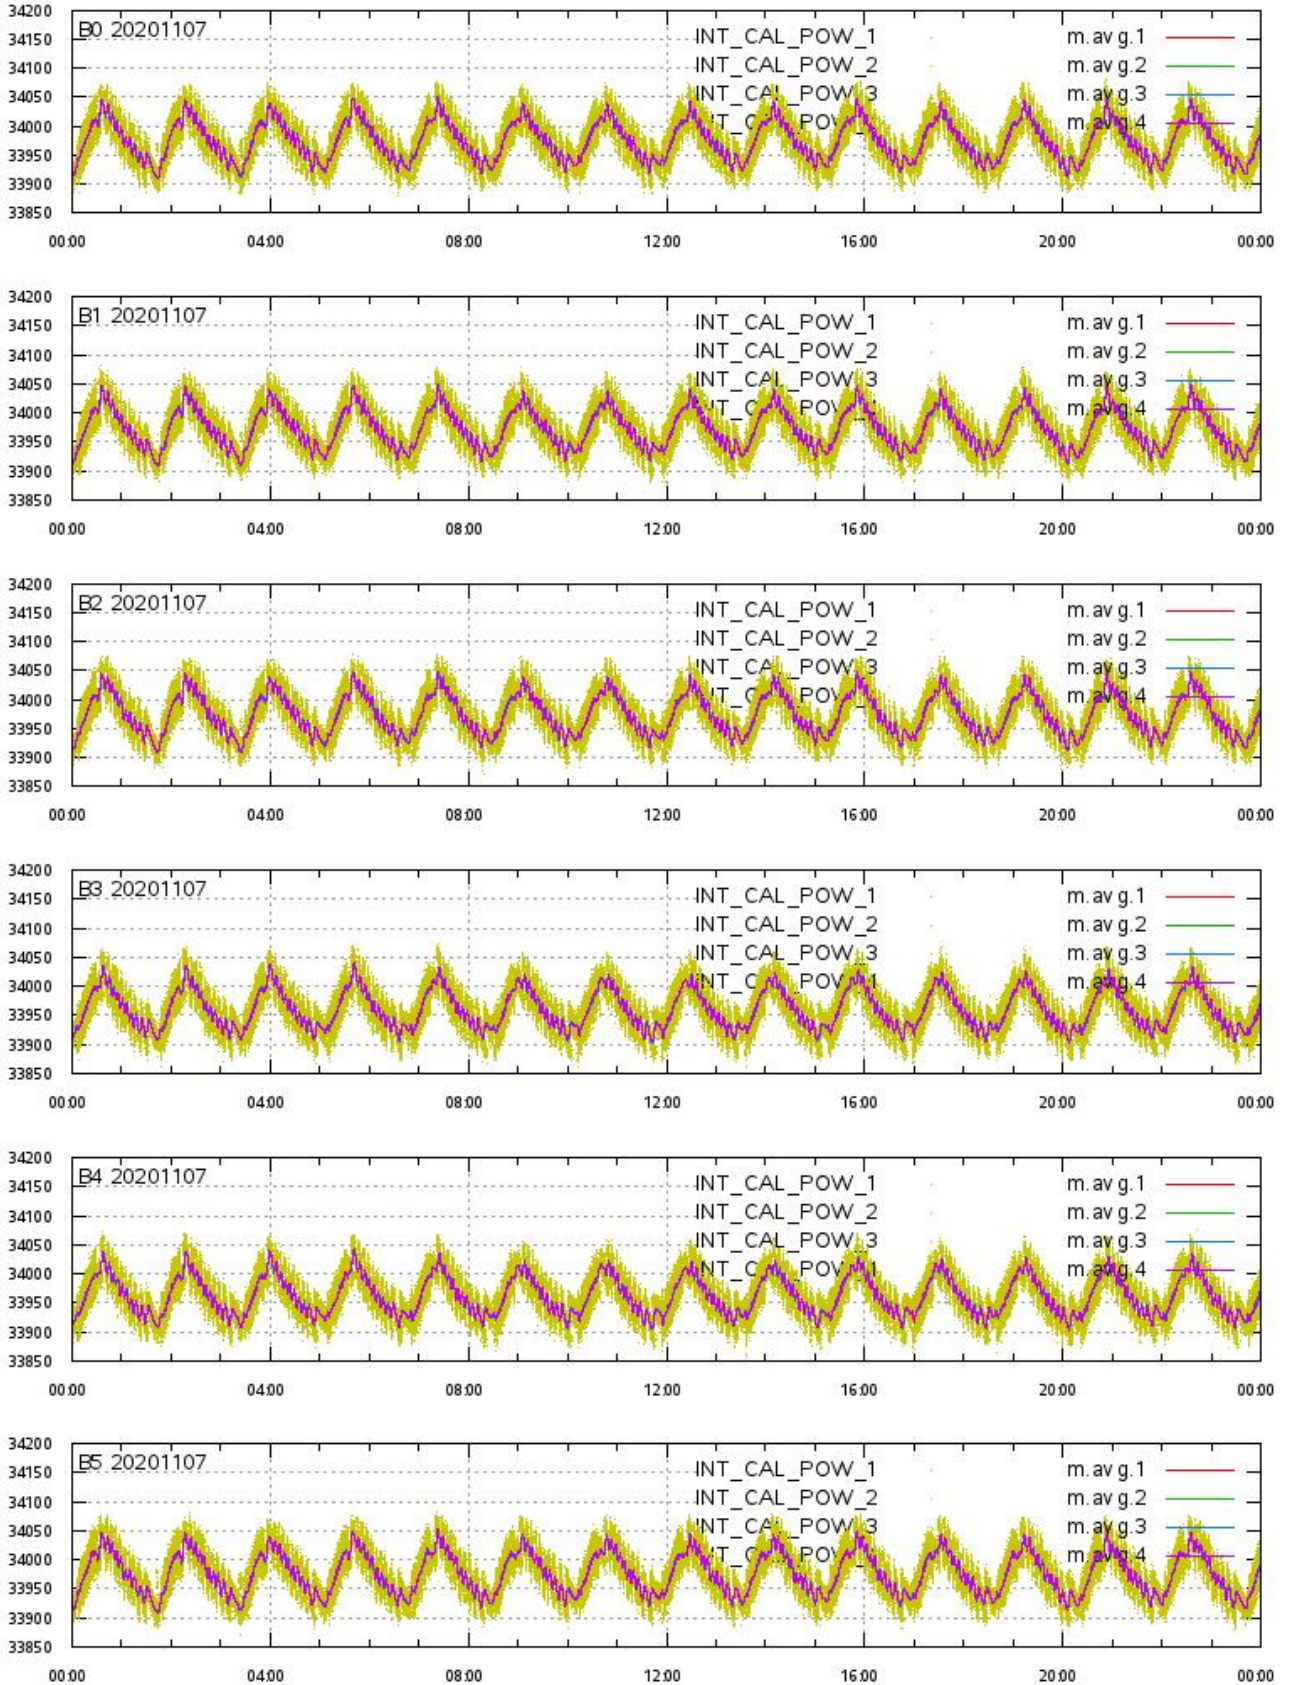 34200
B0 20201107 INT_CAL_POW_1 m.avg.1
34150
INT_CAL_POW_2 m.avg.2
34100
INT_CAL_POW_3 m.avg.3
34050
m.avg.4
34000
33950
33900
33850
00:00 04:00 08:00 12:00 16:00 20:00 00:00
34200
B1 20201107 INT_CAL_POW_1 m.avg.1
34150
INT_CAL_POW_2 m.avg.2
34100
INT_CAL_POW_3 m.avg.3
34050
m.avg.4
34000
33950
33900
33850
00:00 04:00 08:00 12:00 16:00 20:00 00:00
34200
B2 20201107 INT_CAL_POW_1 m.avg.1
34150
INT_CAL_POW_2 m.avg.2
34100
INT_CAL_POW_3 m.avg.3
34050
m.avg.4
34000
33950
33900
33850
00:00 04:00 08:00 12:00 16:00 20:00 00:00
34200
B3 20201107 INT_CAL_POW_1 m.avg.1
34150
INT_CAL_POW_2 m.avg.2
34100
INT_CAL_POW_3 m.avg.3
34050
m.avg.4
34000
33950
33900
33850
00:00 04:00 08:00 12:00 16:00 20:00 00:00
34200
B4 20201107 INT_CAL_POW_1 m.avg.1
34150
INT_CAL_POW_2 m.avg.2
34100
INT_CAL_POW_3 m.avg.3
34050
m.avg.4
34000
33950
33900
33850
00:00 04:00 08:00 12:00 16:00 20:00 00:00
34200
B5 20201107 INT_CAL_POW_1 m.avg.1
34150
INT_CAL_POW_2 m.avg.2
34100
INT_CAL_POW_3 m.avg.3
34050
m.avg.4
34000
33950
33900
33850
00:00 04:00 08:00 12:00 16:00 20:00 00:00